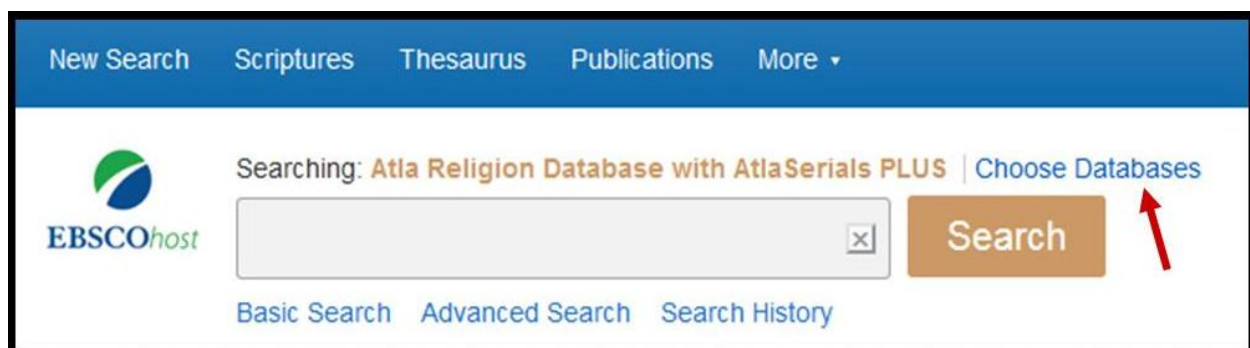 New Search Scriptures Thesaurus Publications More
Searching: Atla Religion Database with AtlaSerials PLUS | Choose Databases
EBSCOhost
Search
Basic Search Advanced Search Search History